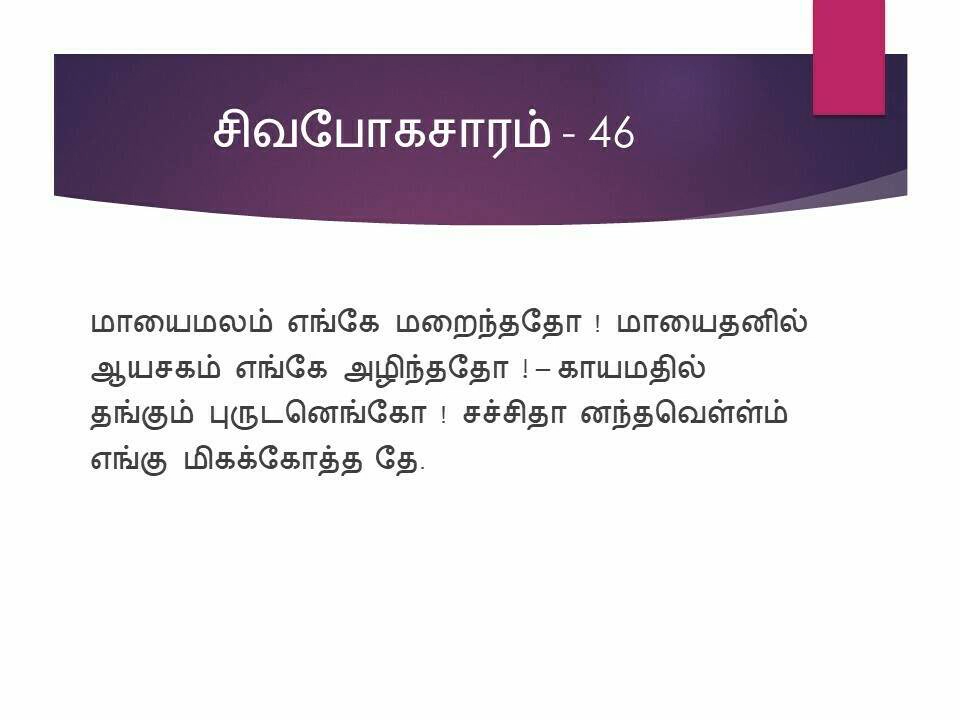 சிவபோகசாரம் - 46
மாயைமலம் எங்கே மறைந்ததோ ! மாயைதனில்
ஆயசகம் எங்கே அழிந்ததோ ! – காயமதில்
தங்கும் புருடனெங்கோ ! சச்சிதா னந்தவெள்ள்ம்
எங்கு மிகக்கோத்த தே.